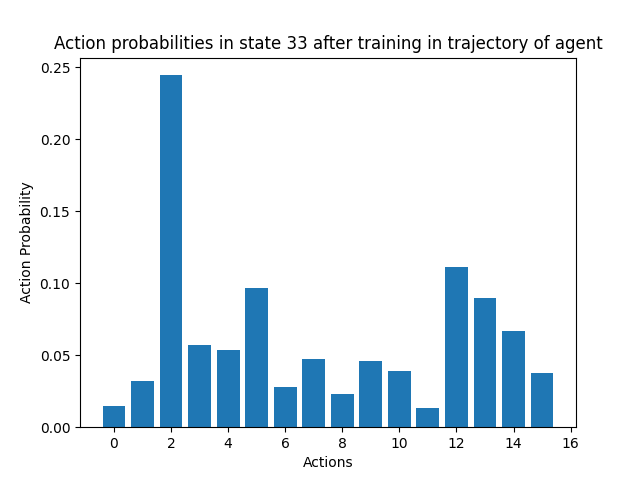 Action probabilities in state 33 after training in trajectory of agent
0.25
0.20
0.15
0.10
0.05
0.00
Action Probability
0 2 4 6 8 10 12 14 16
Actions